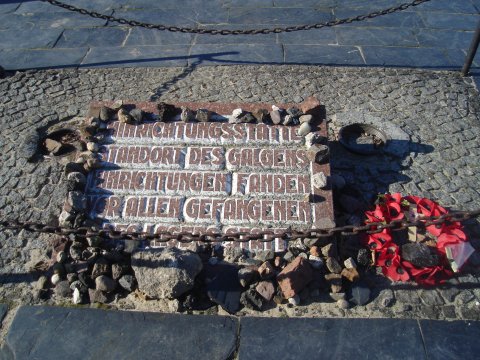 HINRICHTUNGSSTÄTTE
STANDORT DES GALGENS
HINRICHTUNGEN FANDEN
VOR ALLEN GEFANGENEN